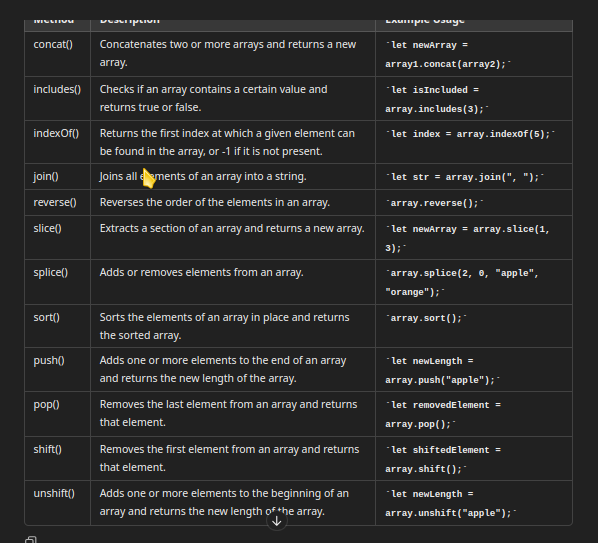 Method Description Example Usage
concat() Concatenates two or more arrays and returns a new `let newArray =
array. array1.concat(array2);`
includes() Checks if an array contains a certain value and `let isIncluded =
returns true or false. array.includes(3);`
indexOf() Returns the first index at which a given element can `let index = array.indexOf(5);`
be found in the array, or -1 if it is not present.
join() Joins all elements of an array into a string. `let str = array.join(", ");`
reverse() Reverses the order of the elements in an array. `array.reverse();`
slice() Extracts a section of an array and returns a new array. `let newArray = array.slice(1,
3);`
splice() Adds or removes elements from an array. `array.splice(2, 0, "apple",
"orange");`
sort() Sorts the elements of an array in place and returns `array.sort();`
the sorted array.
push() Adds one or more elements to the end of an array `let newLength =
and returns the new length of the array. array.push("apple");`
pop() Removes the last element from an array and returns `let removedElement =
that element. array.pop();`
shift() Removes the first element from an array and returns `let shiftedElement =
that element. array.shift();`
unshift() Adds one or more elements to the beginning of an `let newLength =
array and returns the new length of the array. array.unshift("apple");`